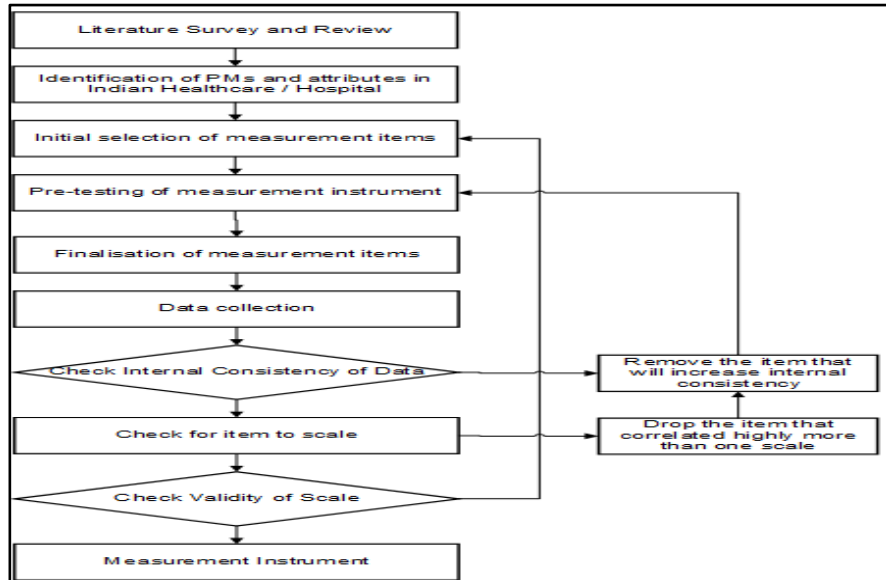 Literature Survey and Review
Identification of PMs and attributes in
Indian Healthcare / Hospital
Initial selection of measurement items
Pre-testing of measurement instrument
Finalisation of measurement items
Data collection
Check Internal Consistency of Data
Remove the item that
will increase internal
consistency
Check for item to scale
Drop the item that
correlated highly more
than one scale
Check Validity of Scale
Measurement Instrument